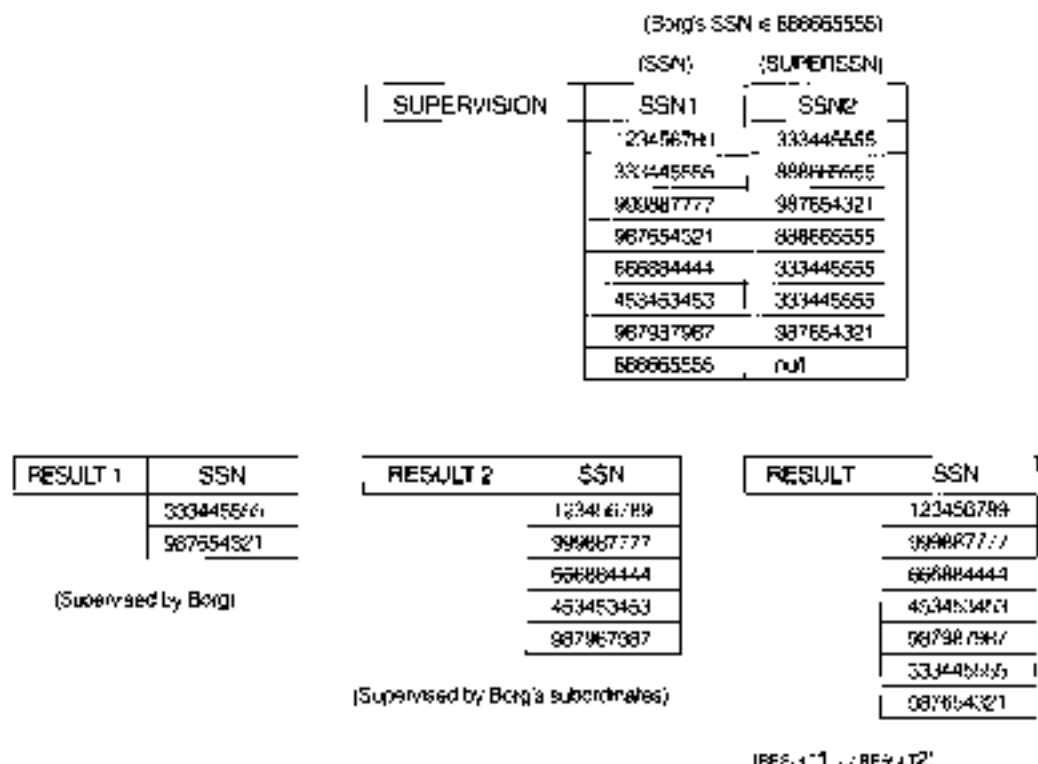 (Borg's SSN is 888665555)
(SSN) (SUPERSSN)
SUPERVISION SSN1 SSN2
123456789 333445555
333445555 888665555
999887777 987654321
987654321 888665555
666884444 333445555
453453453 333445555
987987987 987654321
888665555 null
RESULT 1 SSN
333445555
987654321
(Supervised by Borg)
RESULT 2 SSN
123456789
999887777
666884444
453453453
987987987
(Supervised by Borg's subordinates)
RESULT SSN
123456789
999887777
666884444
453453453
987987987
333445555
987654321